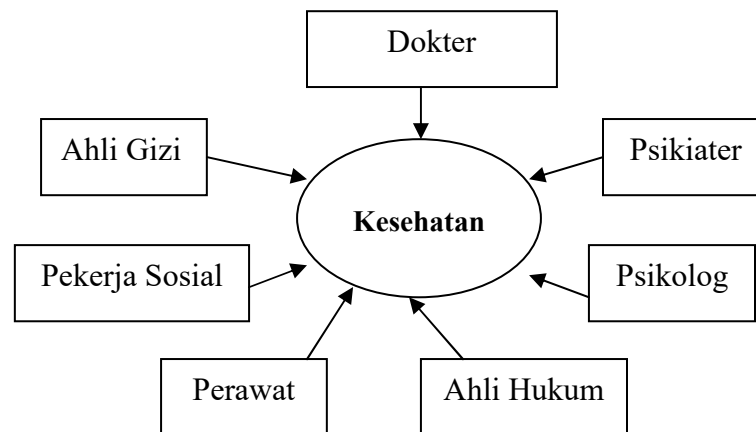 Dokter
Ahli Gizi
Psikiater
Kesehatan
Pekerja Sosial
Psikolog
Perawat
Ahli Hukum